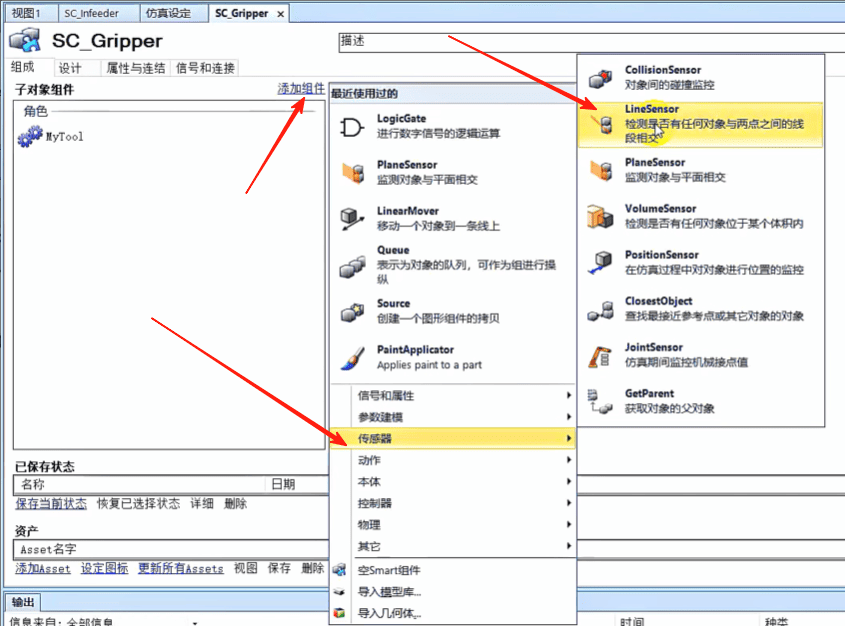 视图1 SC_Infeeder 仿真设定 SC_Gripper ×
SC_Gripper
描述
组成 设计 属性与连结 信号和连接
子对象组件 添加组件
角色
MyTool
最近使用过的
LogicGate
进行数字信号的逻辑运算
PlaneSensor
监测对象与平面相交
LinearMover
移动一个对象到一条线上
Queue
表示为对象的队列，可作为组进行操
纵
Source
创建一个图形组件的拷贝
PaintApplicator
Applies paint to a part
信号和属性
参数建模
传感器
动作
本体
控制器
物理
其它
空Smart组件
导入模型库...
导入几何体...
CollisionSensor
对象间的碰撞监控
LineSensor
检测是否有任何对象与两点之间的线
段相交
PlaneSensor
监测对象与平面相交
VolumeSensor
检测是否有任何对象位于某个体积内
PositionSensor
在仿真过程中对对象进行位置的监控
ClosestObject
查找最接近参考点或其它对象的对象
JointSensor
仿真期间监控机械接点值
GetParent
获取对象的父对象
已保存状态
名称 日期
保存当前状态 恢复已选择状态 详细 删除
资产
Asset名字
添加Asset 设定图标 更新所有Assets 视图 保存 删除
输出
信息来自: 全部信息 时间 种类